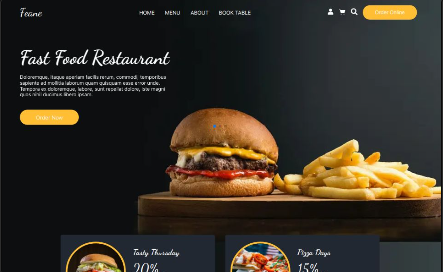 Feane
HOME MENU ABOUT BOOK TABLE
Order Online
Fast Food Restaurant
Doloremque, itaque aperiam facilis rerum, commodi, temporibus
sapiente ad mollitia laborum quam quisquam esse error unde.
Tempora ex doloremque, labore, sunt repellat dolore, iste magni
quos nihil ducimus libero ipsam.
Order Now
Tasty Thursday
20%
Pizza Days
15%